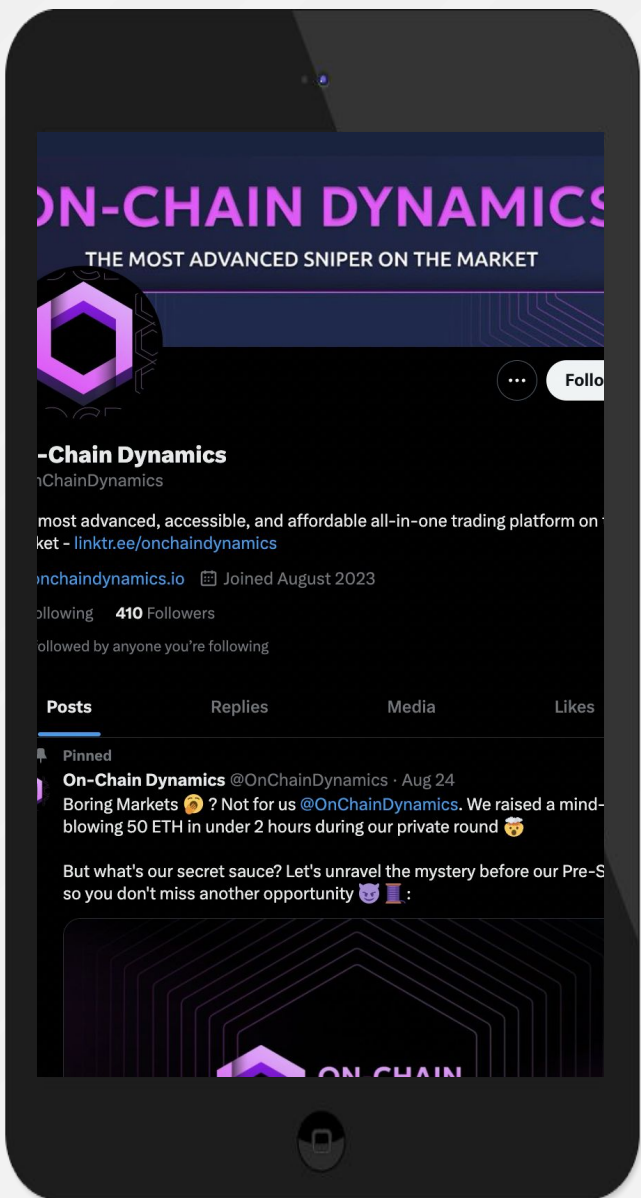 ON-CHAIN DYNAMICS
THE MOST ADVANCED SNIPER ON THE MARKET
Follo
-Chain Dynamics
nChainDynamics
most advanced, accessible, and affordable all-in-one trading platform on
ket - linktr.ee/onchaindynamics
onchaindynamics.io Joined August 2023
ollowing 410 Followers
ollowed by anyone you're following
Posts Replies Media Likes
Pinned
On-Chain Dynamics @OnChainDynamics · Aug 24
Boring Markets 🥱 ? Not for us @OnChainDynamics. We raised a mind-
blowing 50 ETH in under 2 hours during our private round 🤯
But what's our secret sauce? Let's unravel the mystery before our Pre-S
so you don't miss another opportunity 😈 🧵 :
ON-CHAIN